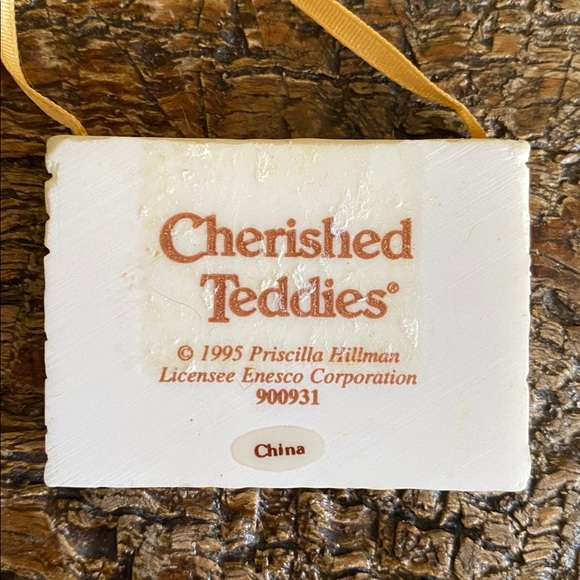 Cherished
Teddies®
© 1995 Priscilla Hillman
Licensee Enesco Corporation
900931
China